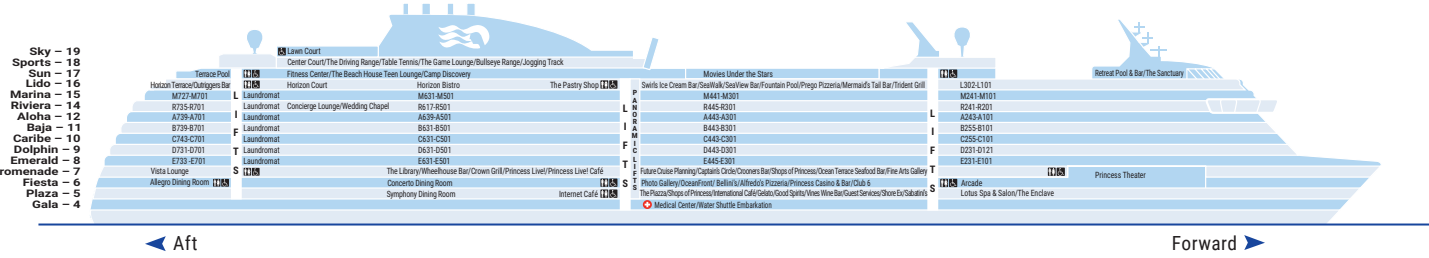 Sky – 19 Lawn Court
Sports – 18 Center Court/The Driving Range/Table Tennis/The Game Lounge/Bullseye Range/Jogging Track
Sun – 17 Terrace Pool Fitness Center/The Beach House Teen Lounge/Camp Discovery Movies Under the Stars Retreat Pool & Bar/The Sanctuary
Lido – 16 Horizon Terrace/Outriggers Bar Horizon Court Horizon Bistro The Pastry Shop Swirls Ice Cream Bar/SeaWalk/SeaView Bar/Fountain Pool/Prego Pizzeria/Mermaid's Tail Bar/Trident Grill L302-L101
Marina – 15 M727-M701 Laundromat M631-M501 M441-M301 M241-M101
Riviera – 14 R735-R701 Laundromat Concierge Lounge/Wedding Chapel R617-R501 R445-R301 R241-R201
Aloha – 12 A739-A701 Laundromat A639-A501 A443-A301 A243-A101
Baja – 11 B739-B701 Laundromat B631-B501 B443-B301 B255-B101
Caribe – 10 C743-C701 Laundromat C631-C501 C443-C301 C255-C101
Dolphin – 9 D731-D701 Laundromat D631-D501 D443-D301 D231-D121
Emerald – 8 E733 -E701 Laundromat E631-E501 E445-E301 E231-E101
romenade – 7 Vista Lounge The Library/Wheelhouse Bar/Crown Grill/Princess Live!/Princess Live! Café Future Cruise Planning/Captain's Circle/Crooners Bar/Shops of Princess/Ocean Terrace Seafood Bar/Fine Arts Gallery Princess Theater
Fiesta – 6 Allegro Dining Room Concerto Dining Room Photo Gallery/OceanFront/ Bellini's/Alfredo's Pizzeria/Princess Casino & Bar/Club 6 Arcade
Plaza – 5 Symphony Dining Room Internet Café The Piazza/Shops of Princess/International Café/Gelato/Good Spirits/Vines Wine Bar/Guest Services/Shore Ex/Sabatini's Lotus Spa & Salon/The Enclave
Gala – 4 Medical Center/Water Shuttle Embarkation
LIFTS
LIFTS
PANORAMIC LIFTS
LIFTS
Aft Forward